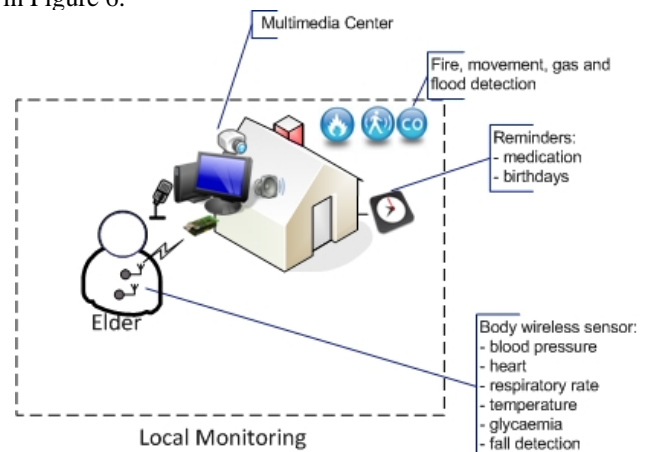 in Figure 6.
Multimedia Center
Fire, movement, gas and
flood detection
CO
Reminders:
- medication
- birthdays
Elder
Body wireless sensor:
- blood pressure
- heart
- respiratory rate
- temperature
- glycaemia
- fall detection
Local Monitoring